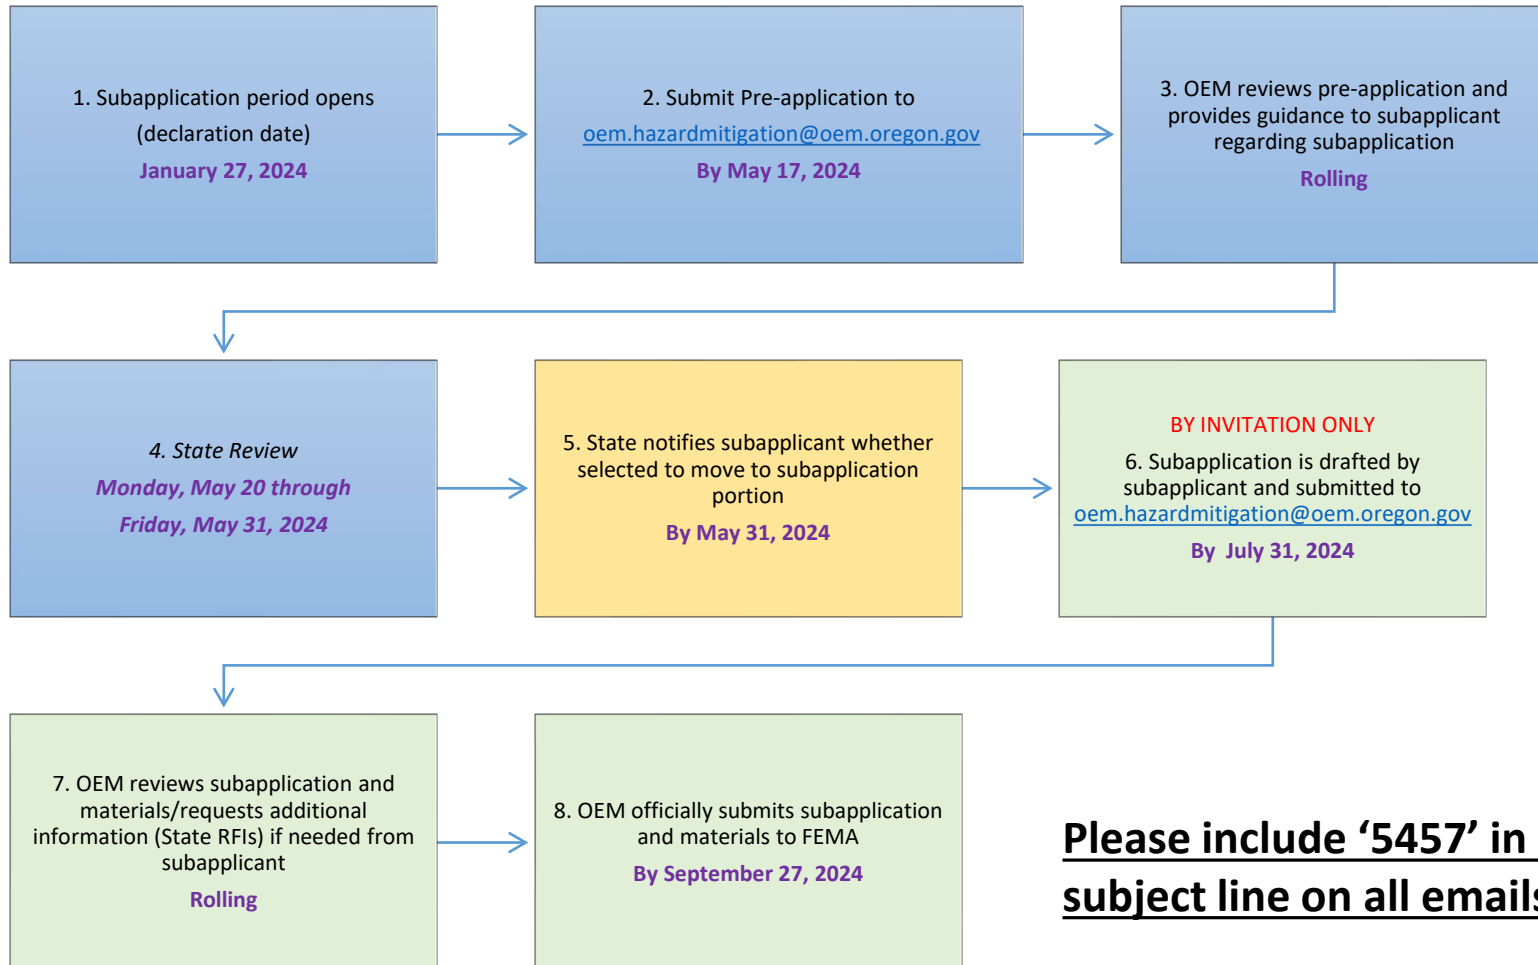 1. Subapplication period opens
(declaration date)
January 27, 2024
2. Submit Pre-application to
oem.hazardmitigation@oem.oregon.gov
By May 17, 2024
3. OEM reviews pre-application and
provides guidance to subapplicant
regarding subapplication
Rolling
4. State Review
Monday, May 20 through
Friday, May 31, 2024
5. State notifies subapplicant whether
selected to move to subapplication
portion
By May 31, 2024
BY INVITATION ONLY
6. Subapplication is drafted by
subapplicant and submitted to
oem.hazardmitigation@oem.oregon.gov
By July 31, 2024
7. OEM reviews subapplication and
materials/requests additional
information (State RFIs) if needed from
subapplicant
Rolling
8. OEM officially submits subapplication
and materials to FEMA
By September 27, 2024
Please include ‘5457’ in
subject line on all emails